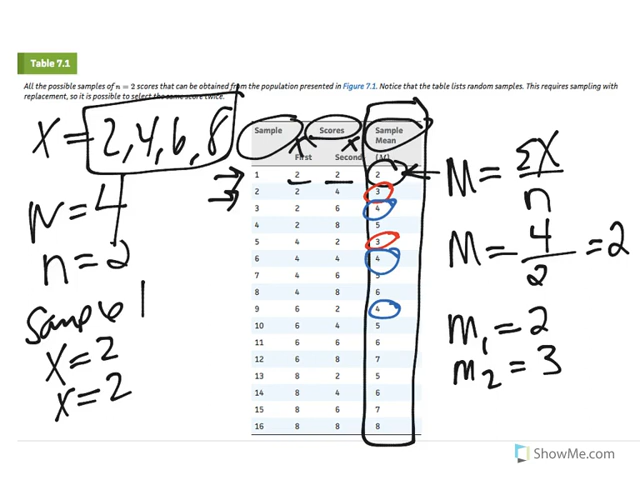 Table 7.1
All the possible samples of n = 2 scores that can be obtained from the population presented in Figure 7.1. Notice that the table lists random samples. This requires sampling with
replacement, so it is possible to select the same score twice.
X = 2, 4, 6, 8
N = 4
n = 2
Sample 1
X = 2
X = 2
Sample Scores Sample
Mean
X X
First Second (M)
1 2 2 2
2 2 4 3
3 2 6 4
4 2 8 5
5 4 2 3
6 4 4 4
7 4 6 5
8 4 8 6
9 6 2 4
10 6 4 5
11 6 6 6
12 6 8 7
13 8 2 5
14 8 4 6
15 8 6 7
16 8 8 8
M = ΣX / n
M = 4 / 2 = 2
m₁ = 2
m₂ = 3
ShowMe.com